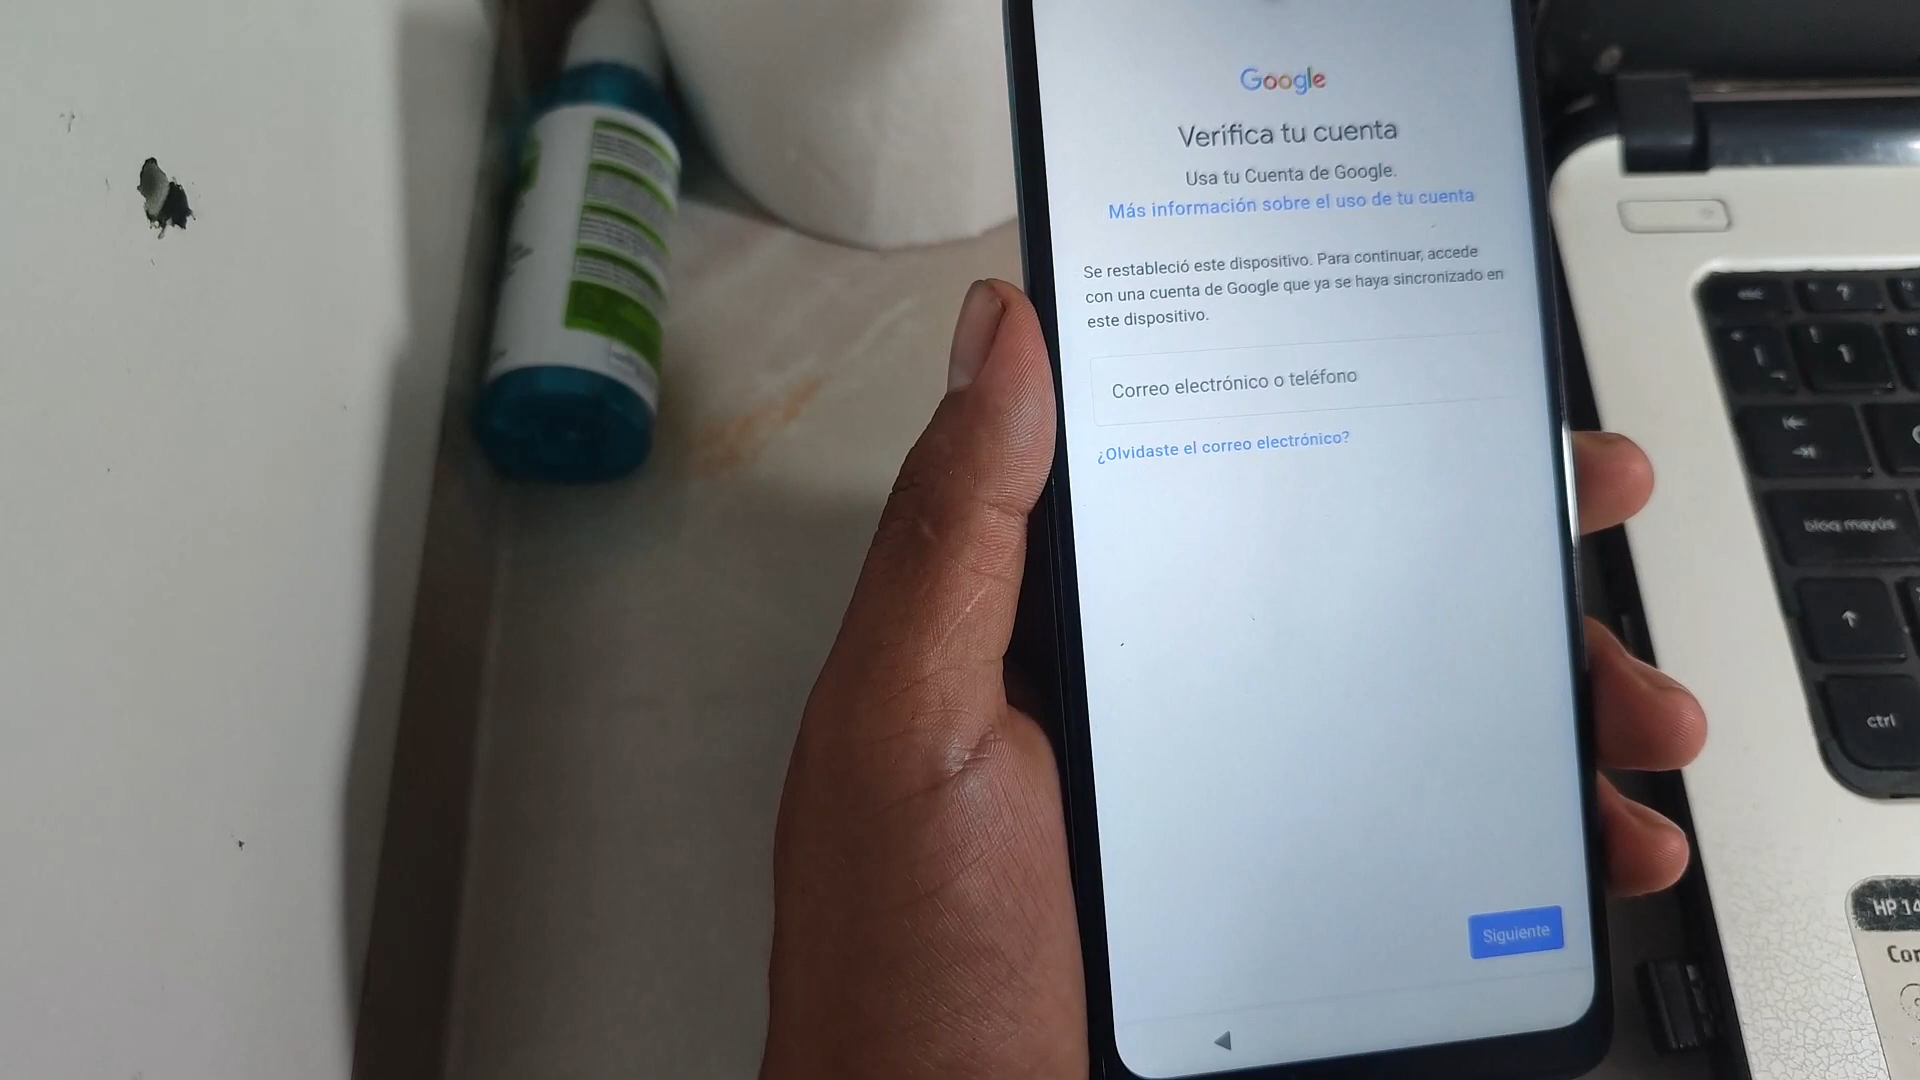 Google
Verifica tu cuenta
Usa tu Cuenta de Google.
Más información sobre el uso de tu cuenta
Se restableció este dispositivo. Para continuar, accede
con una cuenta de Google que ya se haya sincronizado en
este dispositivo.
Correo electrónico o teléfono
¿Olvidaste el correo electrónico?
Siguiente
esc
?
!
1
bloq mayús
ctrl
HP 14
Cor